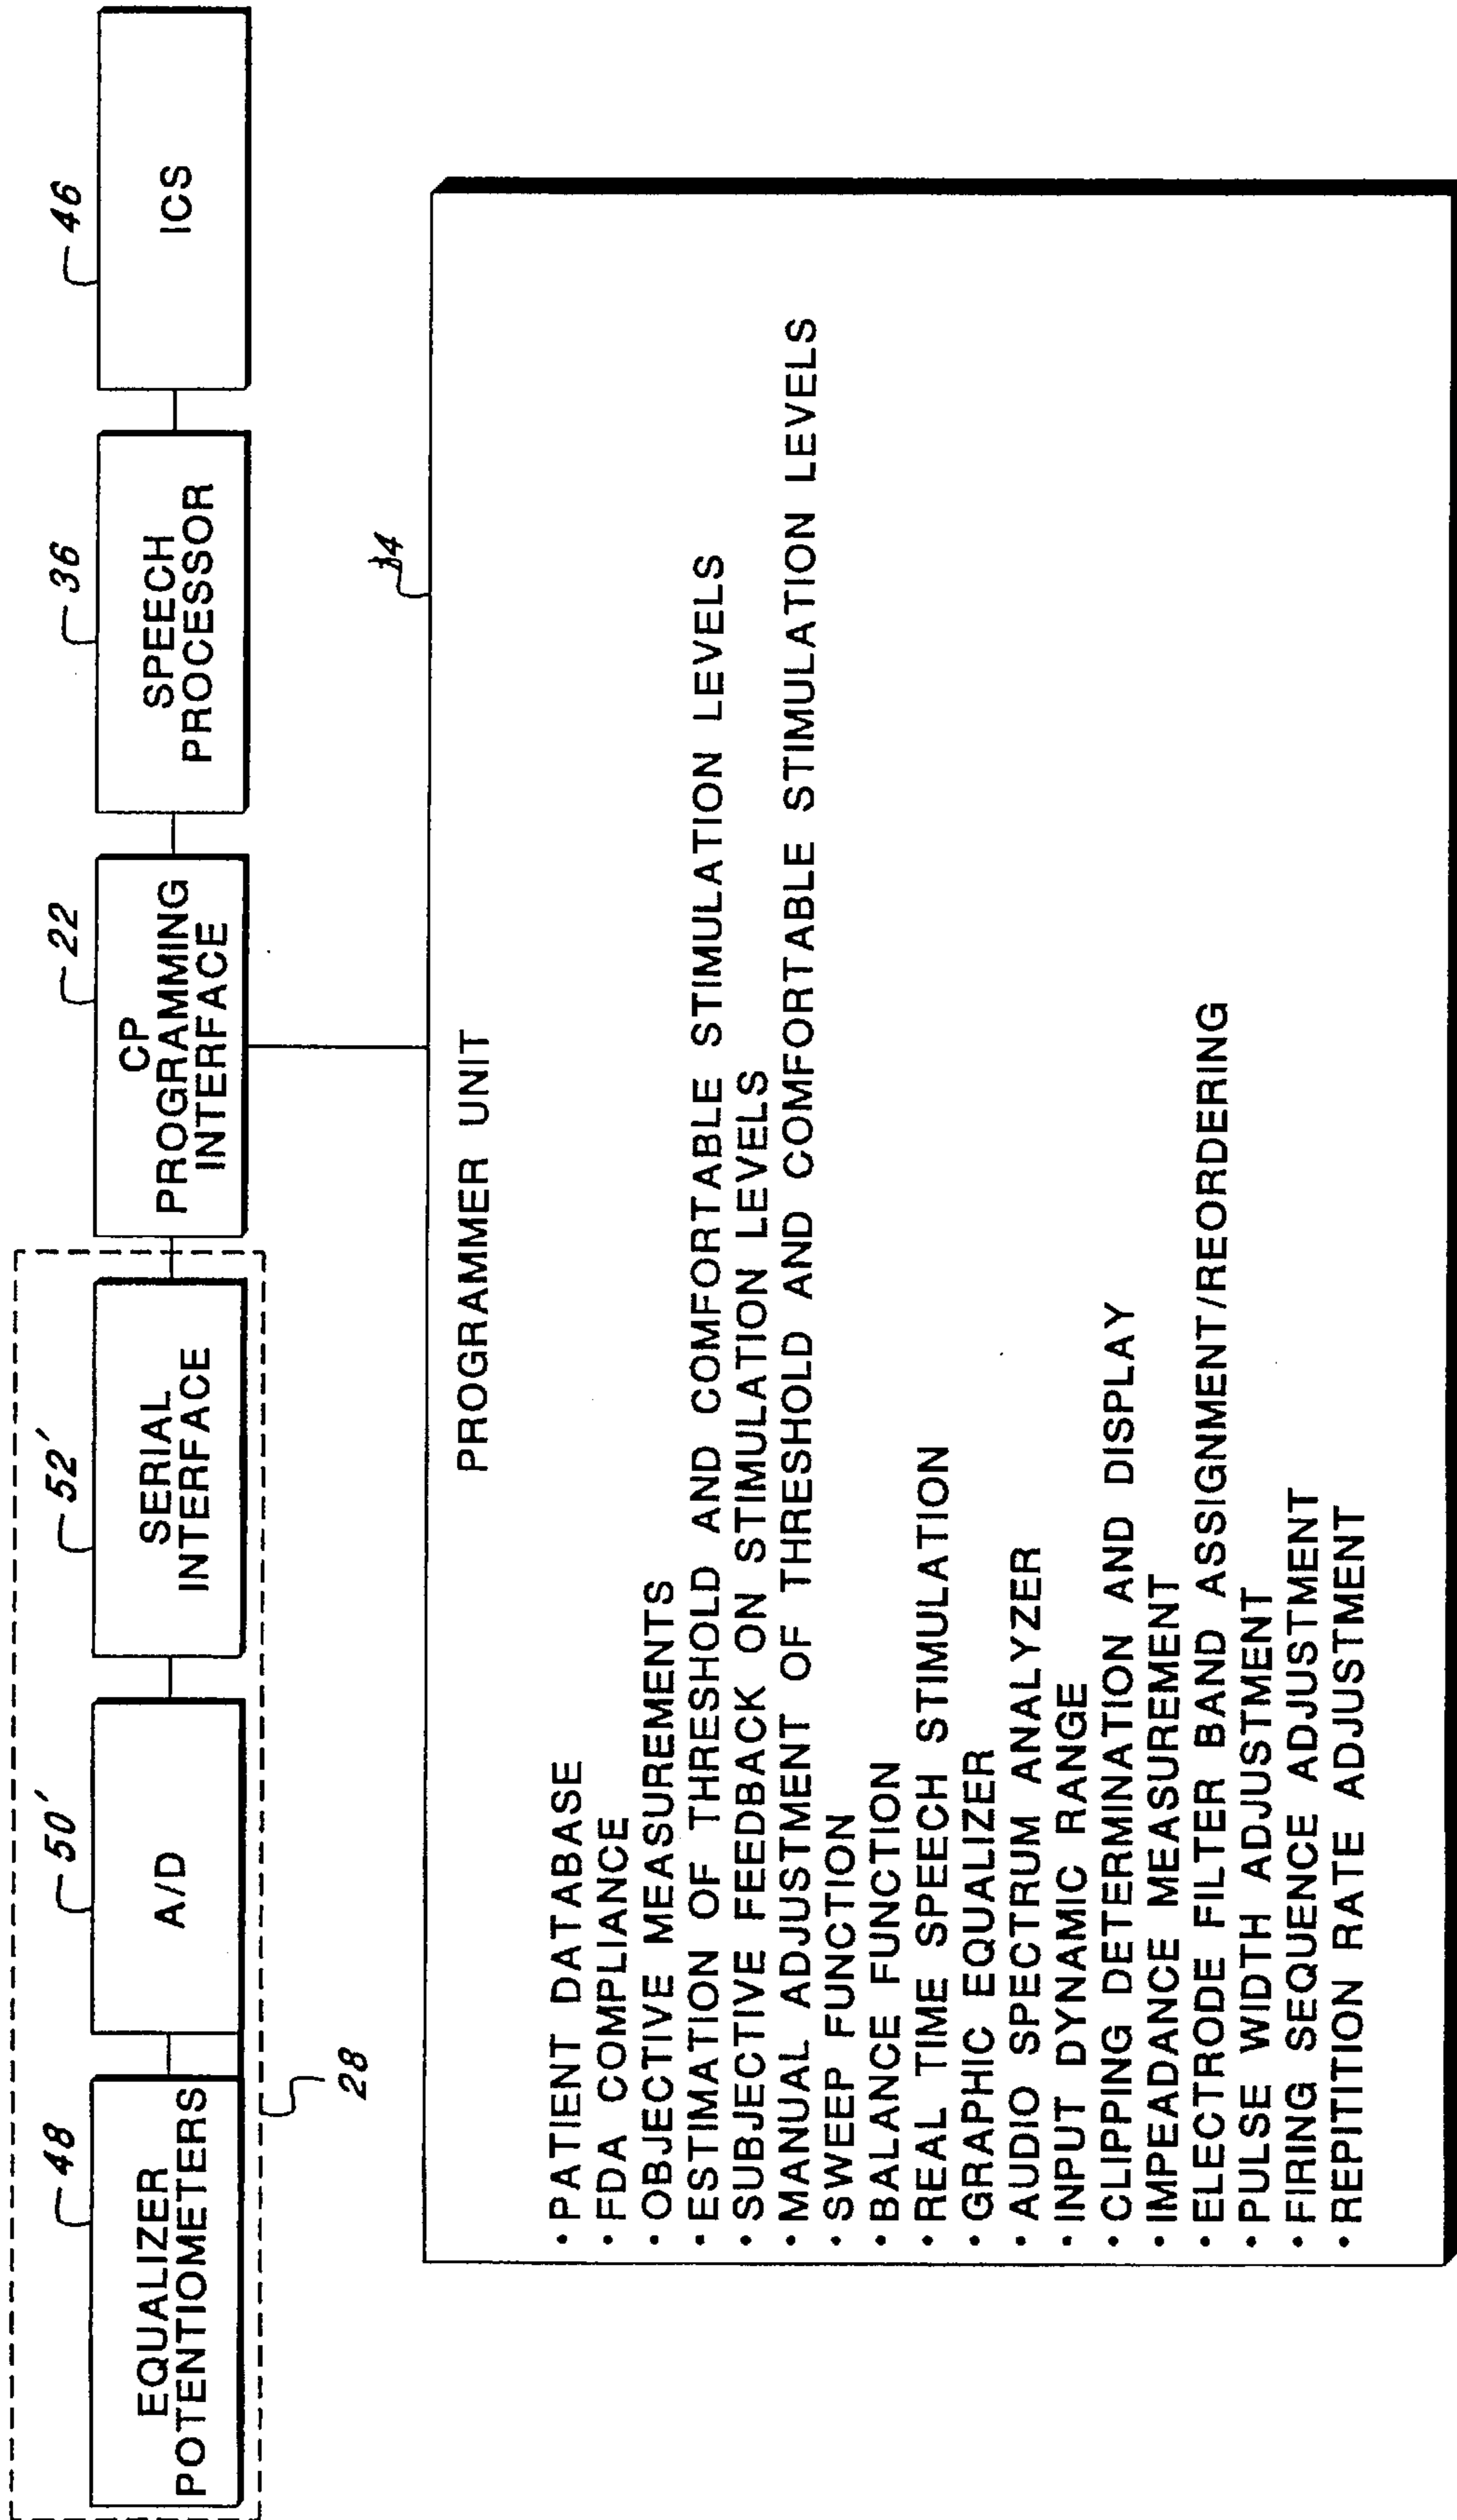 48
50'
52'
22
36
46
EQUALIZER
POTENTIOMETERS
A/D
SERIAL
INTERFACE
CP
PROGRAMMING
INTERFACE
SPEECH
PROCESSOR
ICS
28
14
PROGRAMMER UNIT
• PATIENT DATABASE
• FDA COMPLIANCE
• OBJECTIVE MEASUREMENTS
• ESTIMATION OF THRESHOLD AND COMFORTABLE STIMULATION LEVELS
• SUBJECTIVE FEEDBACK ON STIMULATION LEVELS
• MANUAL ADJUSTMENT OF THRESHOLD AND COMFORTABLE STIMULATION LEVELS
• SWEEP FUNCTION
• BALANCE FUNCTION
• REAL TIME SPEECH STIMULATION
• GRAPHIC EQUALIZER
• AUDIO SPECTRUM ANALYZER
• INPUT DYNAMIC RANGE
• CLIPPING DETERMINATION AND DISPLAY
• IMPEADANCE MEASUREMENT
• ELECTRODE FILTER BAND ASSIGNMENT/REORDERING
• PULSE WIDTH ADJUSTMENT
• FIRING SEQUENCE ADJUSTMENT
• REPITITION RATE ADJUSTMENT